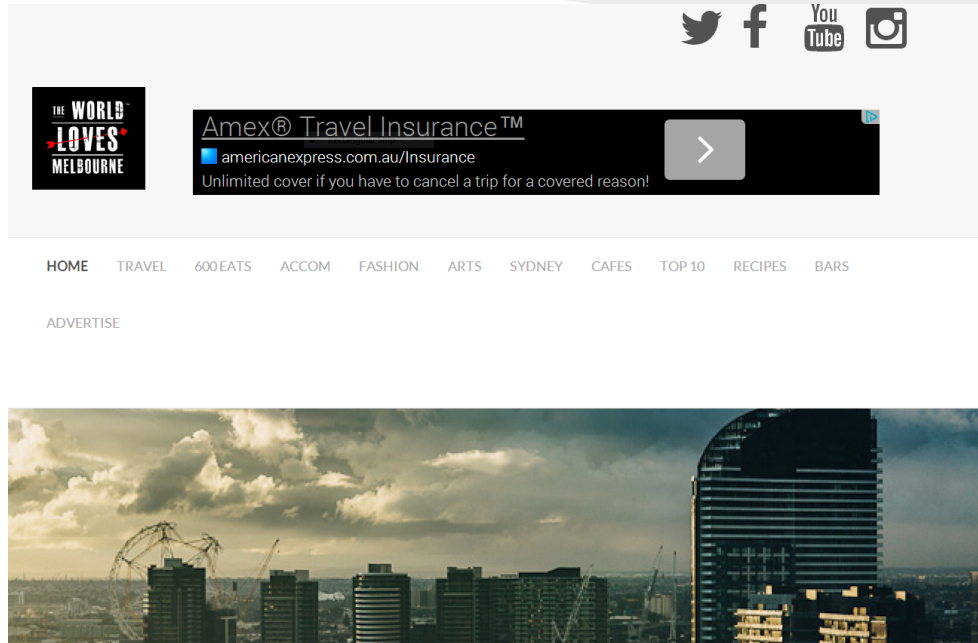 You
Tube
THE WORLD
LOVES
MELBOURNE
Amex® Travel Insurance™
americanexpress.com.au/Insurance
Unlimited cover if you have to cancel a trip for a covered reason!
HOME TRAVEL 600 EATS ACCOM FASHION ARTS SYDNEY CAFES TOP 10 RECIPES BARS
ADVERTISE